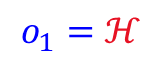 o₁ = ℋ